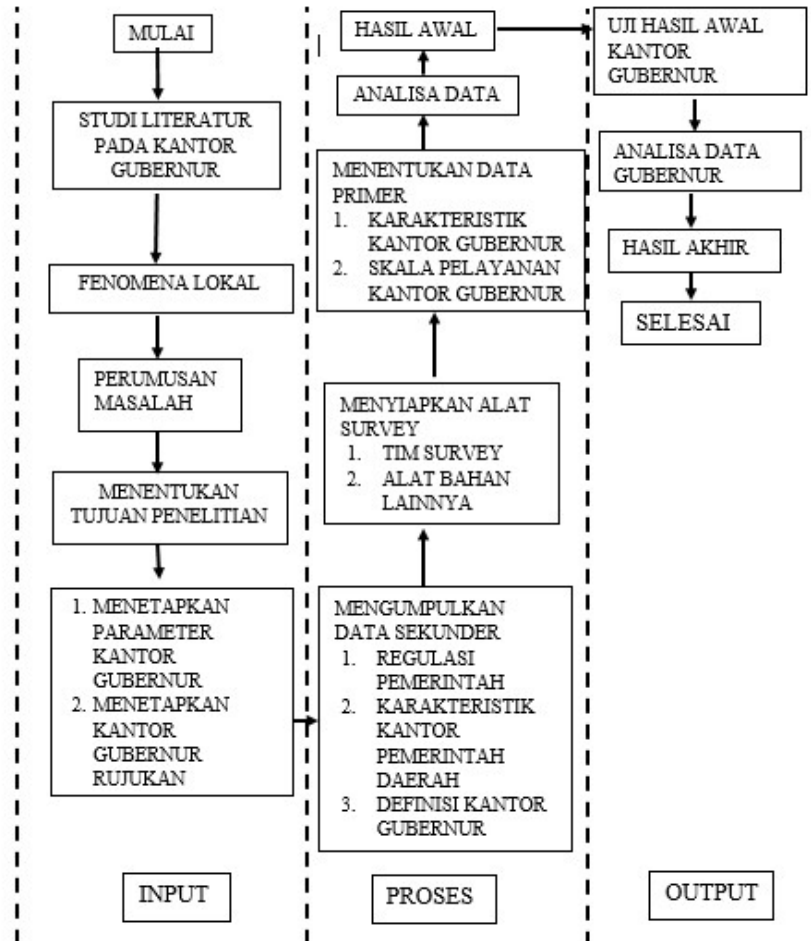 MULAI
STUDI LITERATUR
PADA KANTOR
GUBERNUR
FENOMENA LOKAL
PERUMUSAN
MASALAH
MENENTUKAN
TUJUAN PENELITIAN
1. MENETAPKAN
PARAMETER
KANTOR
GUBERNUR
2. MENETAPKAN
KANTOR
GUBERNUR
RUJUKAN
INPUT
HASIL AWAL
ANALISA DATA
MENENTUKAN DATA
PRIMER
1. KARAKTERISTIK
KANTOR GUBERNUR
2. SKALA PELAYANAN
KANTOR GUBERNUR
MENYIAPKAN ALAT
SURVEY
1. TIM SURVEY
2. ALAT BAHAN
LAINNYA
MENGUMPULKAN
DATA SEKUNDER
1. REGULASI
PEMERINTAH
2. KARAKTERISTIK
KANTOR
PEMERINTAH
DAERAH
3. DEFINISI KANTOR
GUBERNUR
PROSES
UJI HASIL AWAL
KANTOR
GUBERNUR
ANALISA DATA
GUBERNUR
HASIL AKHIR
SELESAI
OUTPUT